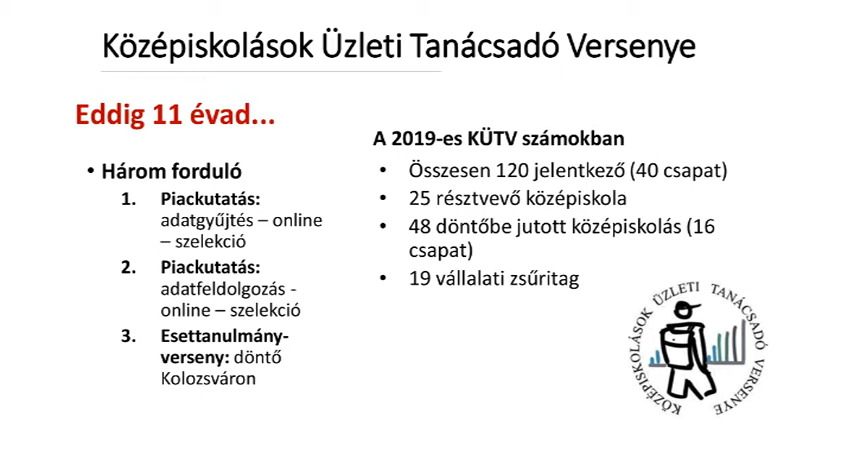 Középiskolások Üzleti Tanácsadó Versenye
Eddig 11 évad...
• Három forduló
1. Piackutatás:
adatgyűjtés – online
– szelekció
2. Piackutatás:
adatfeldolgozás -
online – szelekció
3. Esettanulmány-
verseny: döntő
Kolozsváron
A 2019-es KÜTV számokban
• Összesen 120 jelentkező (40 csapat)
• 25 résztvevő középiskola
• 48 döntőbe jutott középiskolás (16
csapat)
• 19 vállalati zsűritag
KÖZÉPISKOLÁSOK ÜZLETI TANÁCSADÓ VERSENYE